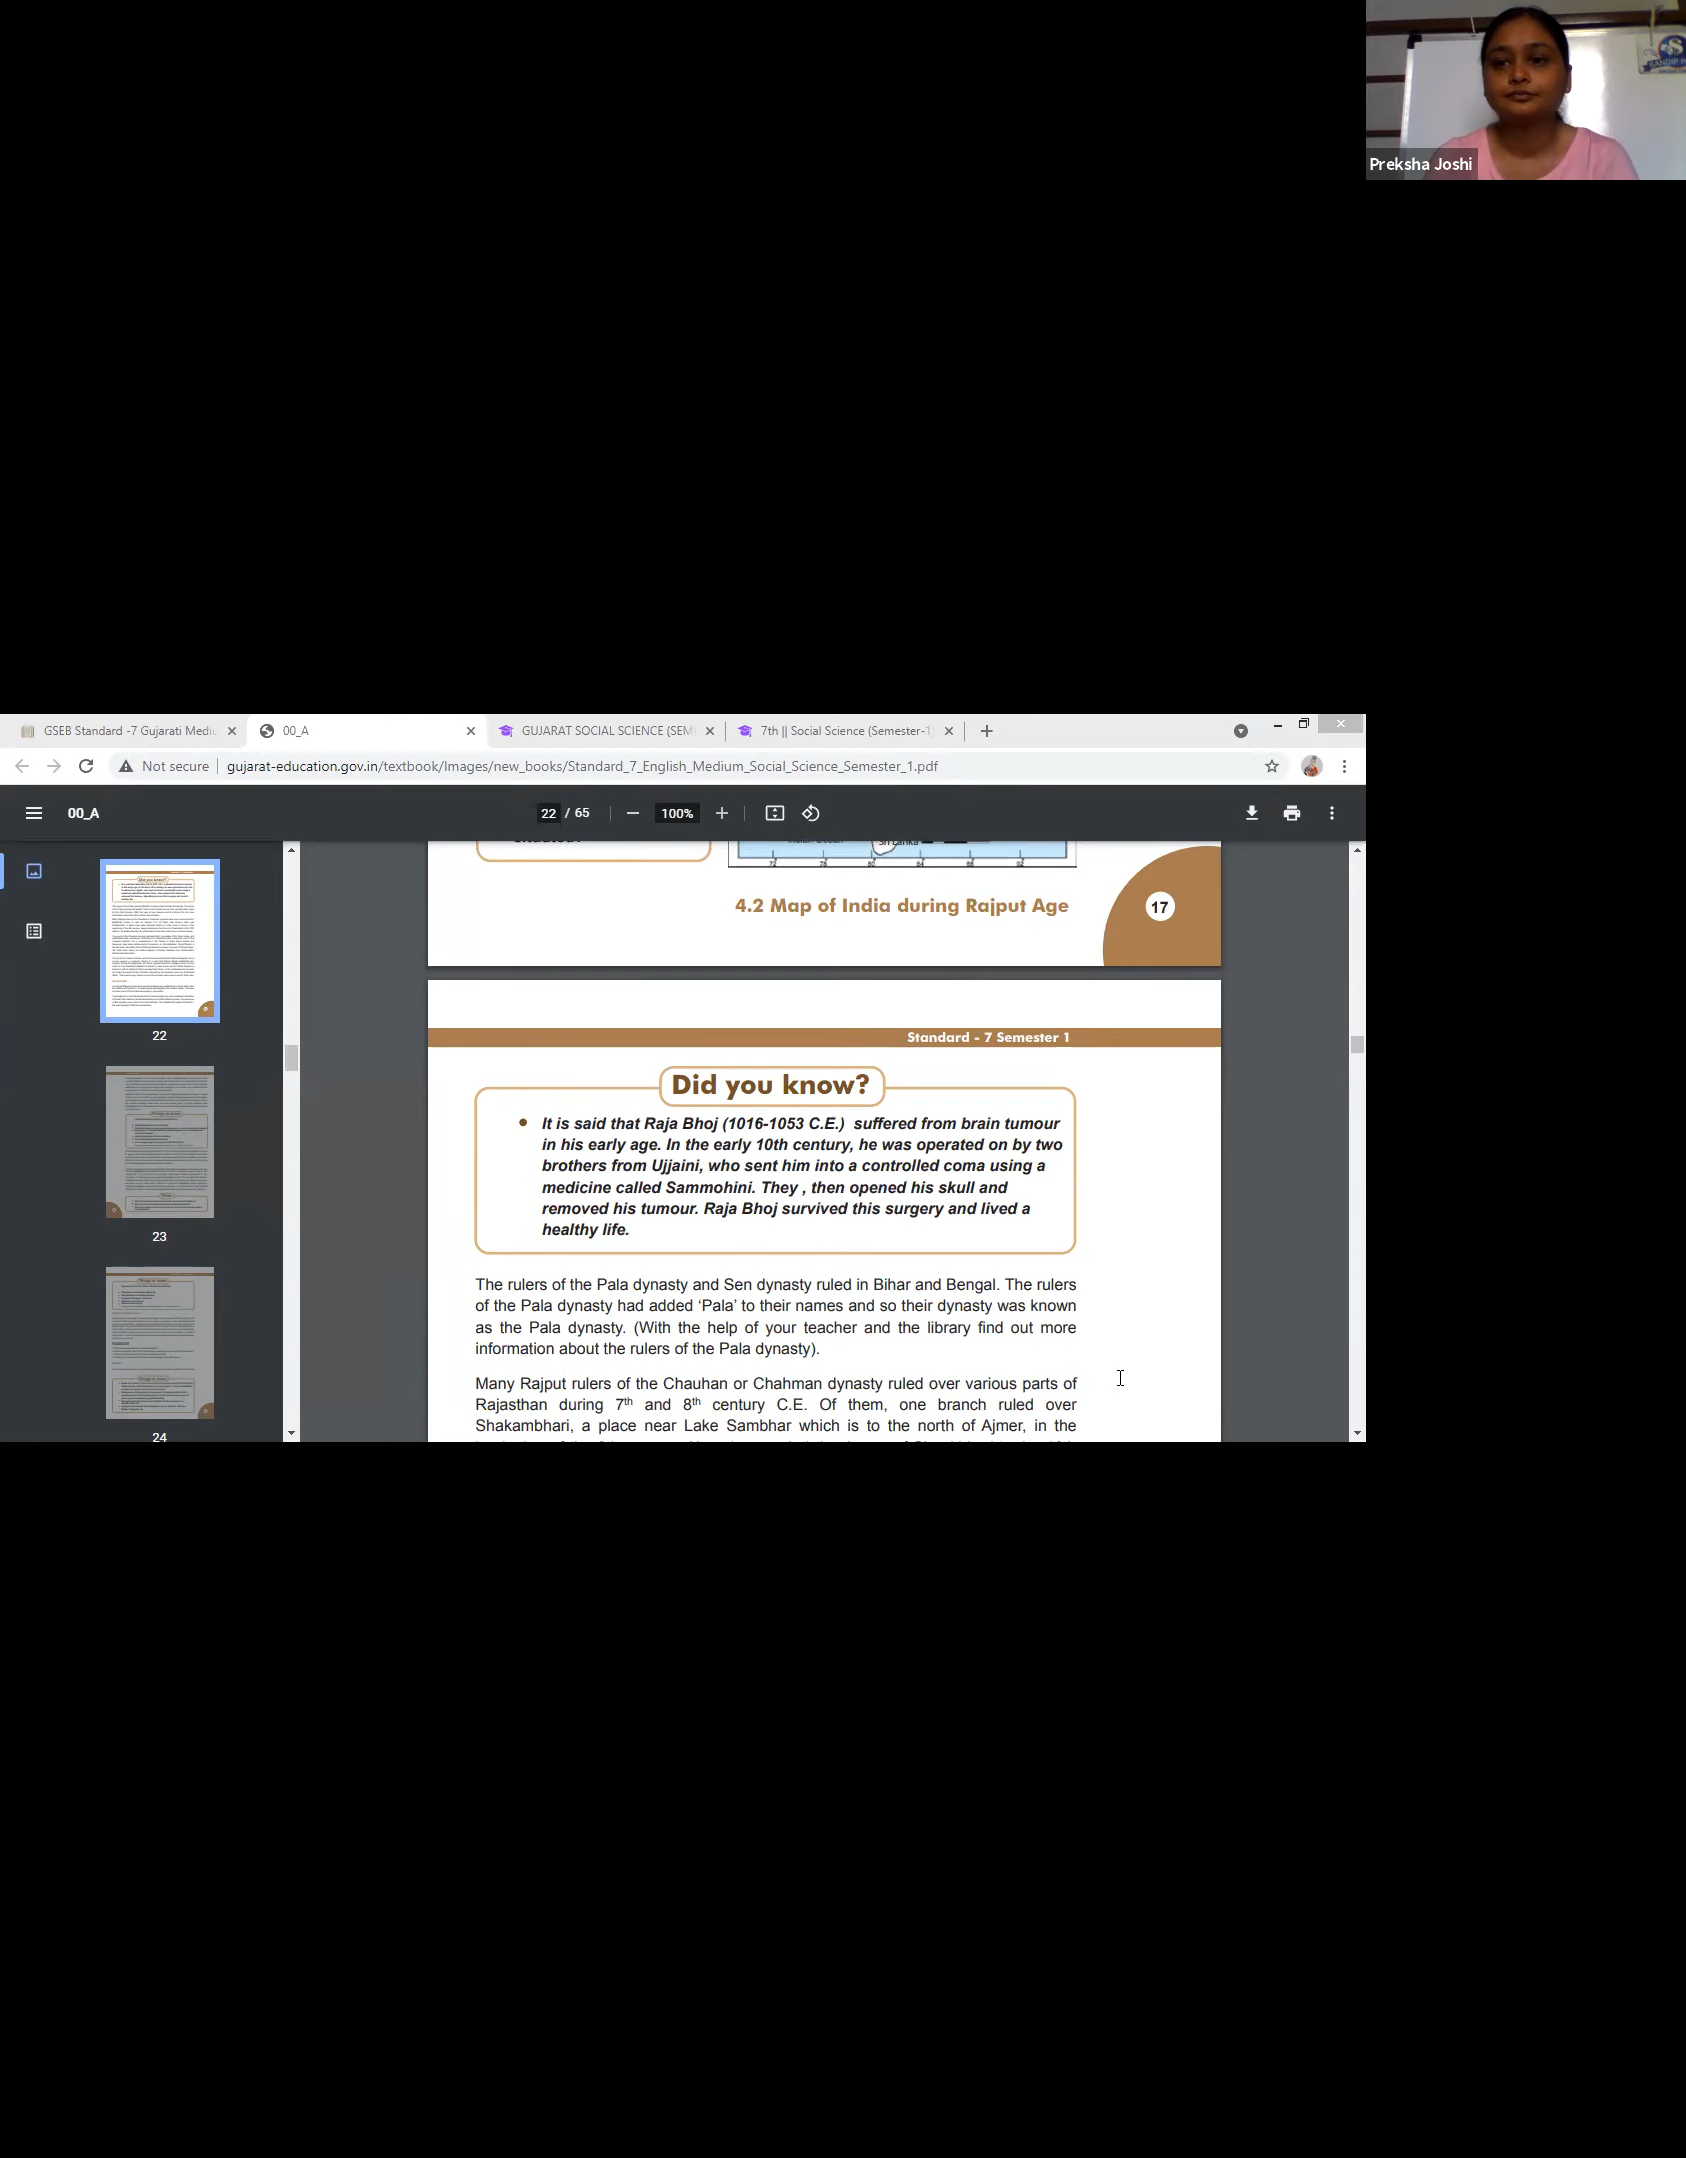 SANDIP
Preksha Joshi
GSEB Standard -7 Gujarati Mediu
00_A
GUJARAT SOCIAL SCIENCE (SEM
7th || Social Science (Semester-1)
Not secure
gujarat-education.gov.in/textbook/Images/new_books/Standard_7_English_Medium_Social_Science_Semester_1.pdf
00_A
22 / 65
100%
Sri Lanka
72 84 92
4.2 Map of India during Rajput Age
17
22
Standard - 7 Semester 1
Did you know?
It is said that Raja Bhoj (1016-1053 C.E.) suffered from brain tumour
in his early age. In the early 10th century, he was operated on by two
brothers from Ujjaini, who sent him into a controlled coma using a
medicine called Sammohini. They , then opened his skull and
removed his tumour. Raja Bhoj survived this surgery and lived a
healthy life.
23
The rulers of the Pala dynasty and Sen dynasty ruled in Bihar and Bengal. The rulers
of the Pala dynasty had added ‘Pala’ to their names and so their dynasty was known
as the Pala dynasty. (With the help of your teacher and the library find out more
information about the rulers of the Pala dynasty).
Many Rajput rulers of the Chauhan or Chahman dynasty ruled over various parts of
Rajasthan during 7th and 8th century C.E. Of them, one branch ruled over
Shakambhari, a place near Lake Sambhar which is to the north of Ajmer, in the
24